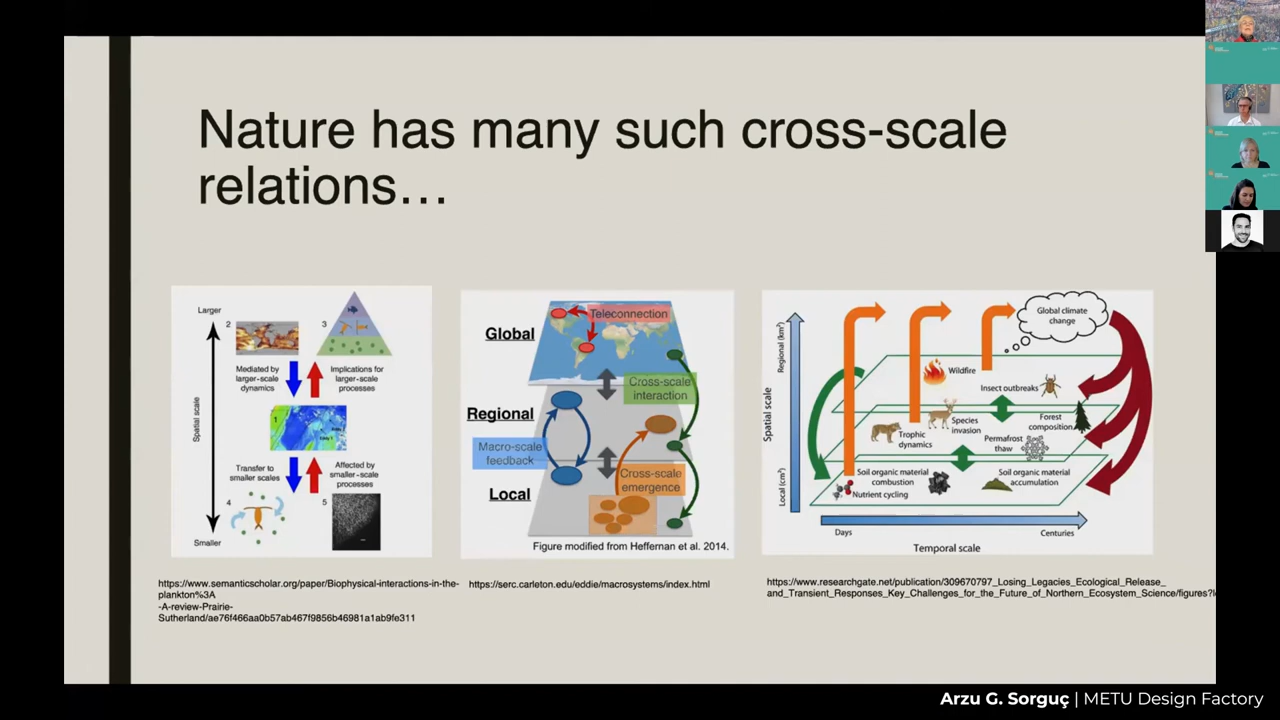 Nature has many such cross-scale
relations…
Larger
2
3
Mediated by
larger-scale
dynamics
Implications for
larger-scale
processes
Spatial scale
1
Transfer to
smaller scales
Affected by
smaller-scale
processes
4
5
Smaller
Global
Teleconnection
Cross-scale
interaction
Regional
Macro-scale
feedback
Cross-scale
emergence
Local
Figure modified from Heffernan et al. 2014.
Spatial scale
Regional (km²)
Local (cm²)
Global climate
change
Wildfire
Insect outbreaks
Species
invasion
Forest
composition
Trophic
dynamics
Permafrost
thaw
Soil organic material
combustion
Soil organic material
accumulation
Nutrient cycling
Days
Centuries
Temporal scale
https://www.semanticscholar.org/paper/Biophysical-interactions-in-the-
plankton%3A
-A-review-Prairie-
Sutherland/ae76f466aa0b57ab467f9856b46981a1ab9fe311
https://serc.carleton.edu/eddie/macrosystems/index.html
https://www.researchgate.net/publication/309670797_Losing_Legacies_Ecological_Release_
and_Transient_Responses_Key_Challenges_for_the_Future_of_Northern_Ecosystem_Science/figures?l
Arzu G. Sorguç | METU Design Factory